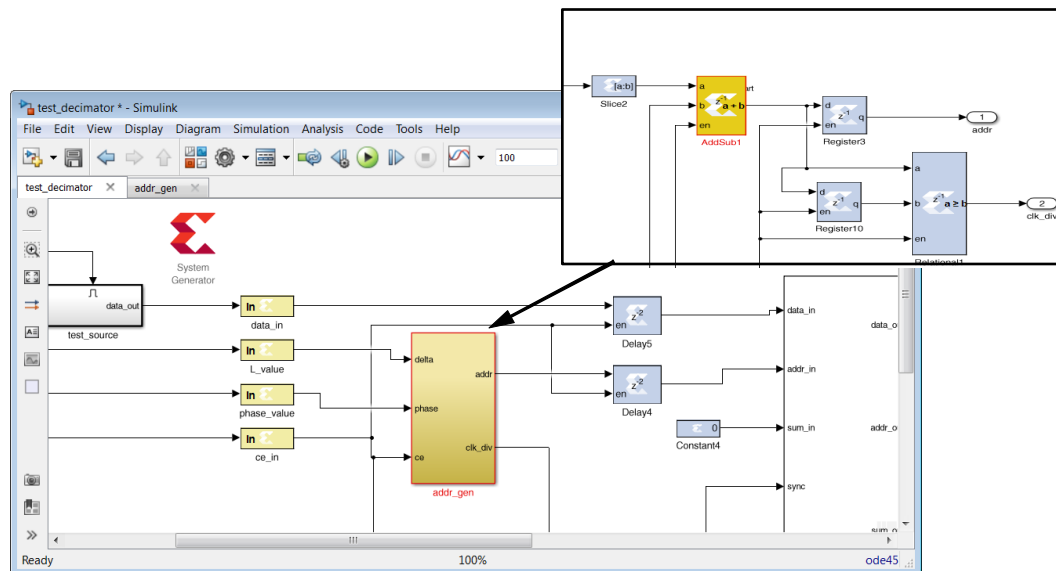 [a:b]
Slice2
a
b
en
z-1
a + b
art
AddSub1
d
en
z-1
q
Register3
1
addr
d
en
z-1
q
Register10
a
b
en
z-1
a ≥ b
Relational1
2
clk_div
test_decimator * - Simulink
File Edit View Display Diagram Simulation Analysis Code Tools Help
100
test_decimator addr_gen
System
Generator
data_out
test_source
In
data_in
In
L_value
In
phase_value
In
ce_in
delta
phase
ce
addr
clk_div
addr_gen
en
z-2
Delay5
en
z-2
Delay4
0
Constant4
data_in
addr_in
sum_in
sync
data_o
addr_o
sum_o
Ready 100% ode45